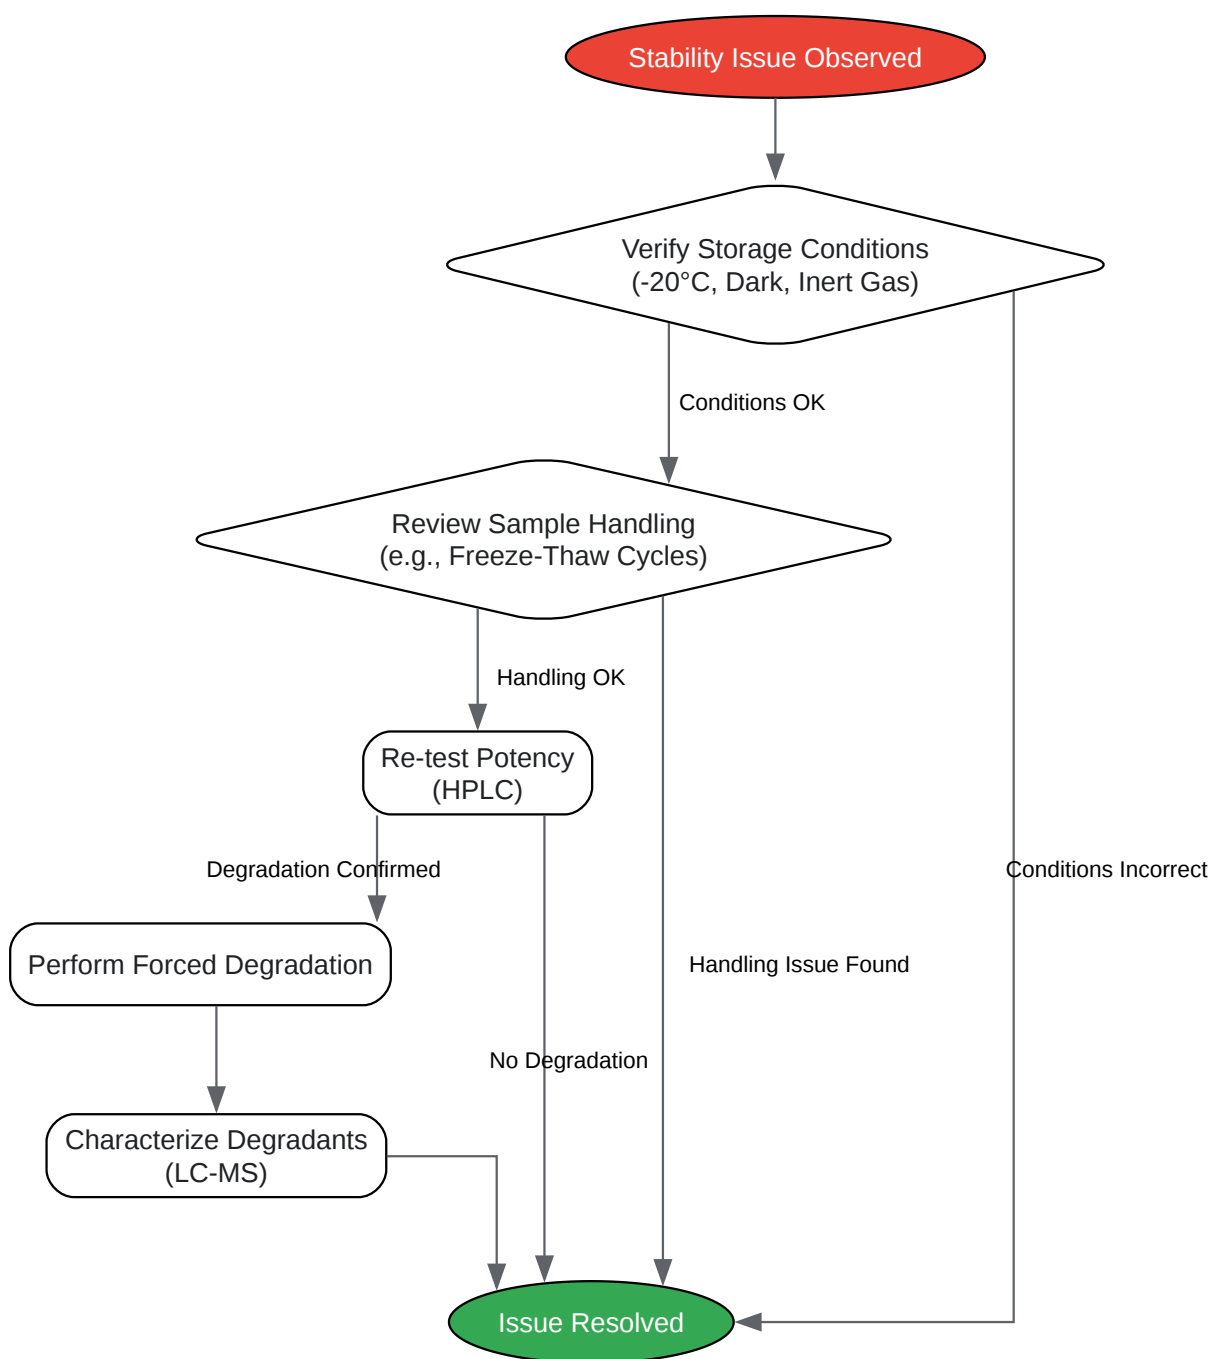 Stability Issue Observed
Verify Storage Conditions
(-20°C, Dark, Inert Gas)
Conditions OK
Review Sample Handling
(e.g., Freeze-Thaw Cycles)
Handling OK
Re-test Potency
(HPLC)
Degradation Confirmed
Conditions Incorrect
Perform Forced Degradation
Handling Issue Found
No Degradation
Characterize Degradants
(LC-MS)
Issue Resolved